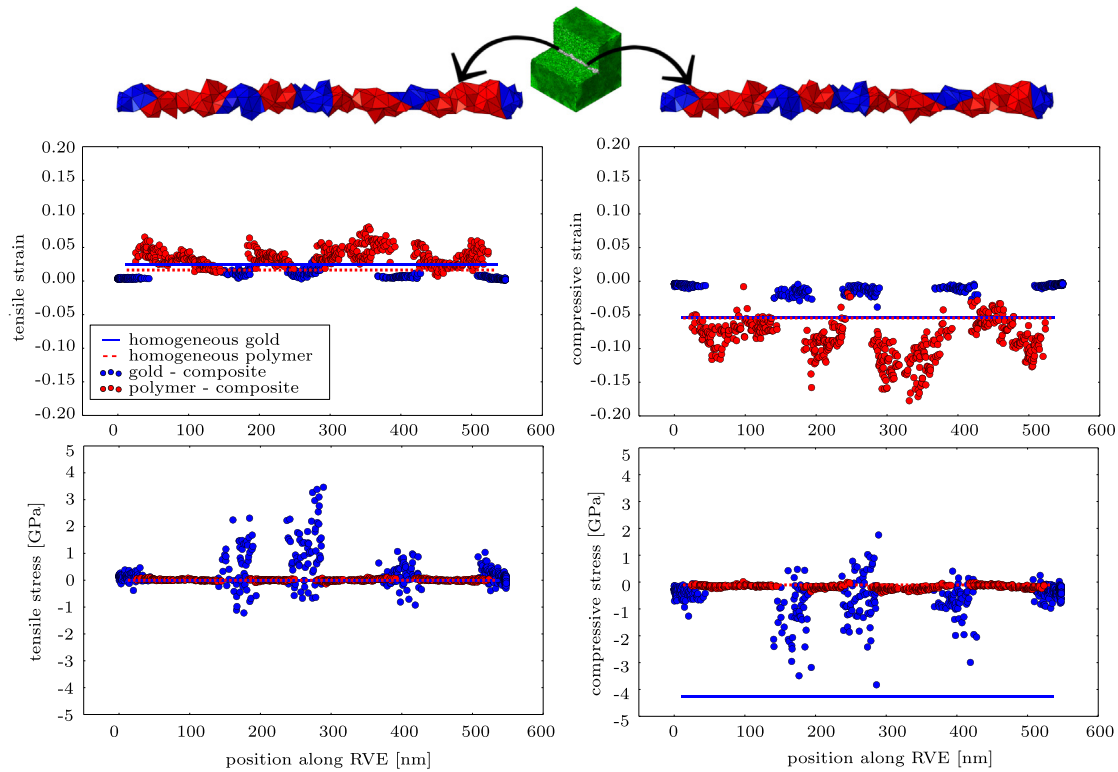 tensile strain
0.20
0.15
0.10
0.05
0.00
-0.05
-0.10
-0.15
-0.20
homogeneous gold
homogeneous polymer
gold - composite
polymer - composite
0 100 200 300 400 500 600
compressive strain
0.20
0.15
0.10
0.05
0.00
-0.05
-0.10
-0.15
-0.20
0 100 200 300 400 500 600
tensile stress [GPa]
5
4
3
2
1
0
-1
-2
-3
-4
-5
0 100 200 300 400 500 600
position along RVE [nm]
compressive stress [GPa]
5
4
3
2
1
0
-1
-2
-3
-4
-5
0 100 200 300 400 500 600
position along RVE [nm]